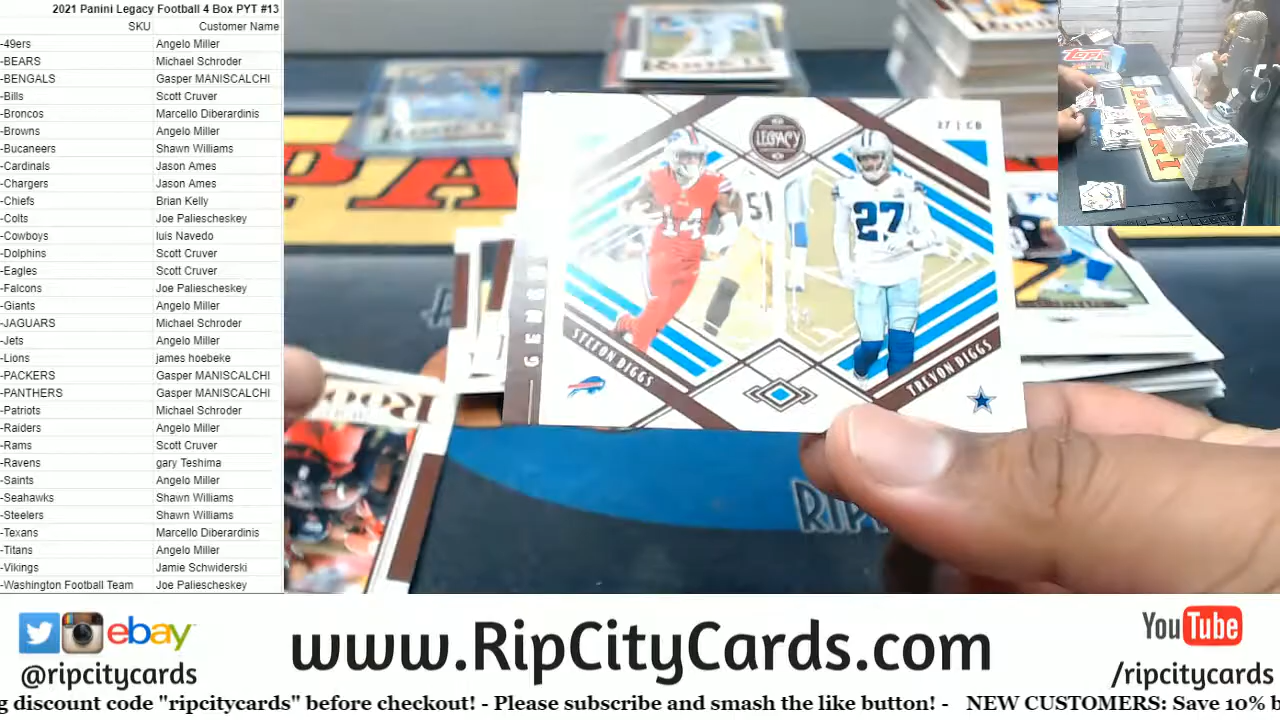 2021 Panini Legacy Football 4 Box PYT #13
SKU Customer Name
-49ers Angelo Miller
-BEARS Michael Schroder
-BENGALS Gasper MANISCALCHI
-Bills Scott Cruver
-Broncos Marcello Diberardinis
-Browns Angelo Miller
-Bucaneers Shawn Williams
-Cardinals Jason Ames
-Chargers Jason Ames
-Chiefs Brian Kelly
-Colts Joe Paliescheskey
-Cowboys luis Navedo
-Dolphins Scott Cruver
-Eagles Scott Cruver
-Falcons Joe Paliescheskey
-Giants Angelo Miller
-JAGUARS Michael Schroder
-Jets Angelo Miller
-Lions james hoebeke
-PACKERS Gasper MANISCALCHI
-PANTHERS Gasper MANISCALCHI
-Patriots Michael Schroder
-Raiders Angelo Miller
-Rams Scott Cruver
-Ravens gary Teshima
-Saints Angelo Miller
-Seahawks Shawn Williams
-Steelers Shawn Williams
-Texans Marcello Diberardinis
-Titans Angelo Miller
-Vikings Jamie Schwiderski
-Washington Football Team Joe Paliescheskey
LEGACY
27 | CB
14
51
27
STEFON DIGGS
TREVON DIGGS
PANINI
ebay
@ripcitycards
www.RipCityCards.com
YouTube
/ripcitycards
g discount code "ripcitycards" before checkout! - Please subscribe and smash the like button! - NEW CUSTOMERS: Save 10% b